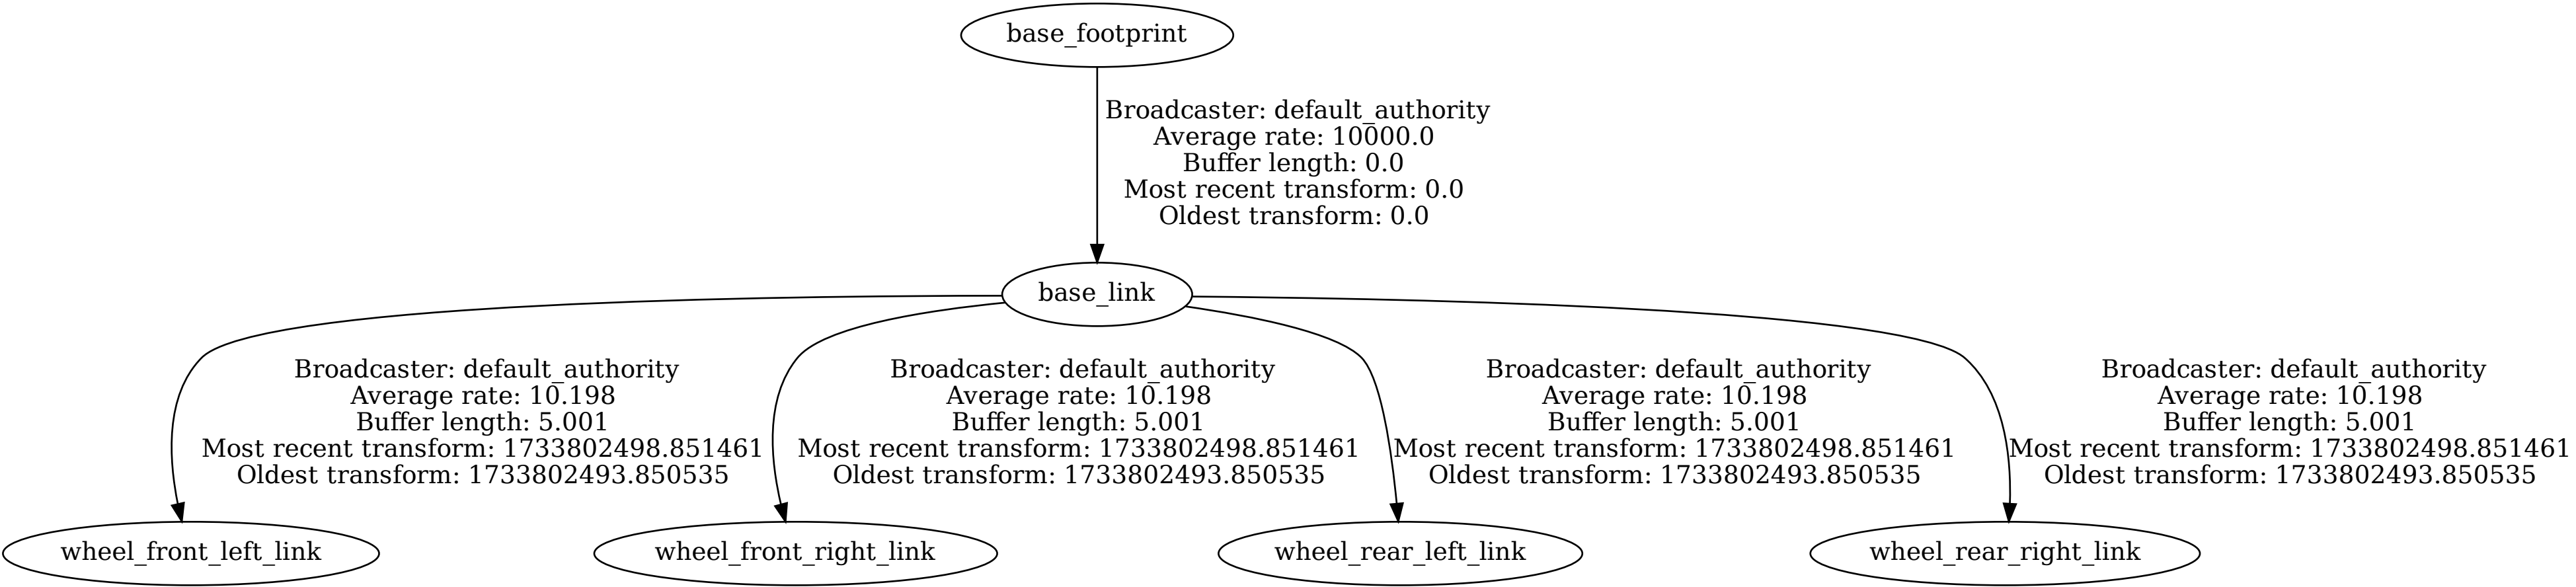 base_footprint
Broadcaster: default_authority
Average rate: 10000.0
Buffer length: 0.0
Most recent transform: 0.0
Oldest transform: 0.0
base_link
Broadcaster: default_authority
Average rate: 10.198
Buffer length: 5.001
Most recent transform: 1733802498.851461
Oldest transform: 1733802493.850535
Broadcaster: default_authority
Average rate: 10.198
Buffer length: 5.001
Most recent transform: 1733802498.851461
Oldest transform: 1733802493.850535
Broadcaster: default_authority
Average rate: 10.198
Buffer length: 5.001
Most recent transform: 1733802498.851461
Oldest transform: 1733802493.850535
Broadcaster: default_authority
Average rate: 10.198
Buffer length: 5.001
Most recent transform: 1733802498.851461
Oldest transform: 1733802493.850535
wheel_front_left_link
wheel_front_right_link
wheel_rear_left_link
wheel_rear_right_link